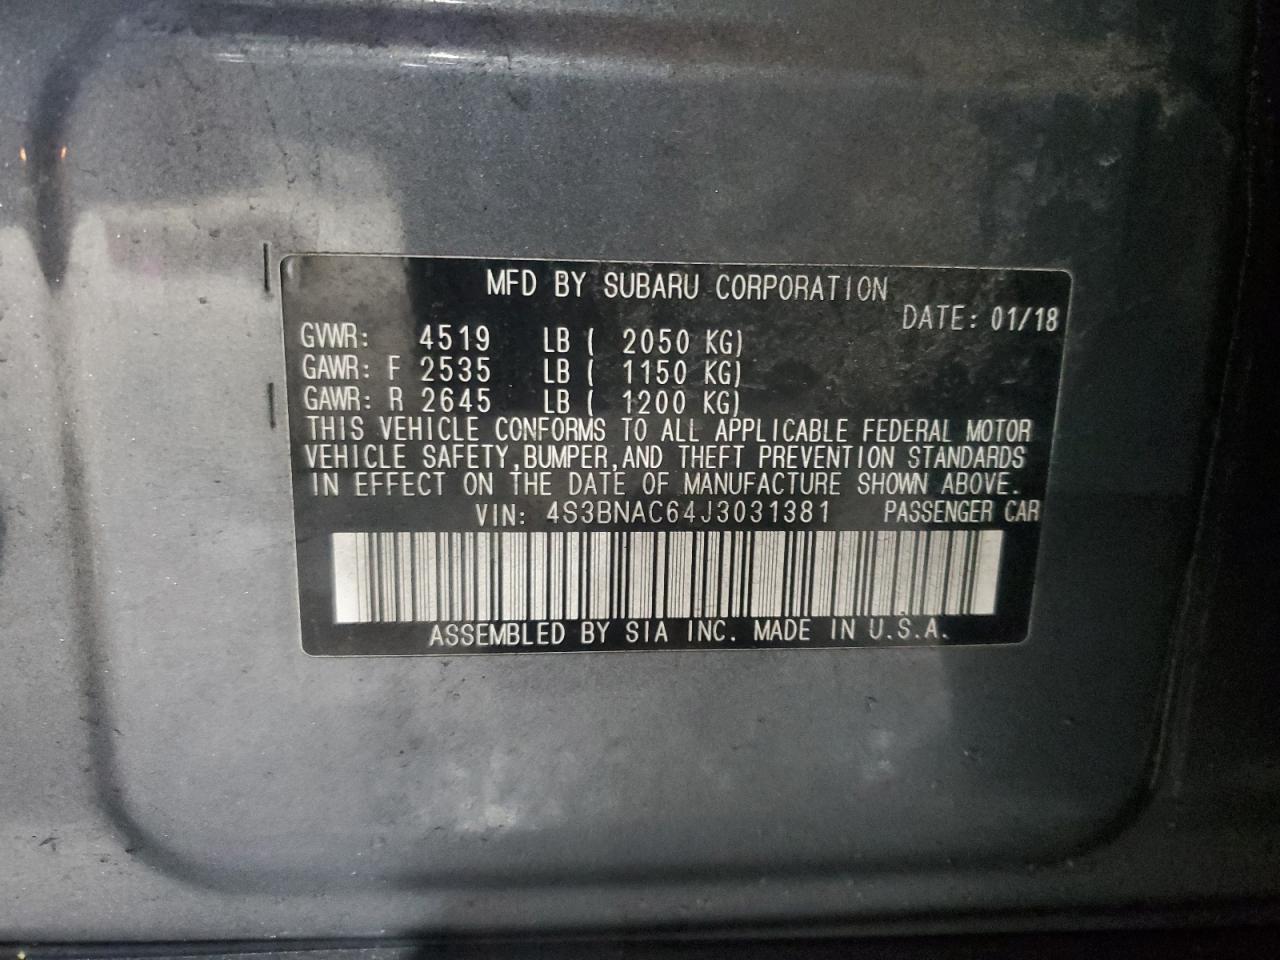 MFD BY SUBARU CORPORATION
DATE: 01/18
GVWR: 4519 LB ( 2050 KG)
GAWR: F 2535 LB ( 1150 KG)
GAWR: R 2645 LB ( 1200 KG)
THIS VEHICLE CONFORMS TO ALL APPLICABLE FEDERAL MOTOR
VEHICLE SAFETY,BUMPER,AND THEFT PREVENTION STANDARDS
IN EFFECT ON THE DATE OF MANUFACTURE SHOWN ABOVE.
VIN: 4S3BNAC64J3031381 PASSENGER CAR
ASSEMBLED BY SIA INC. MADE IN U.S.A.